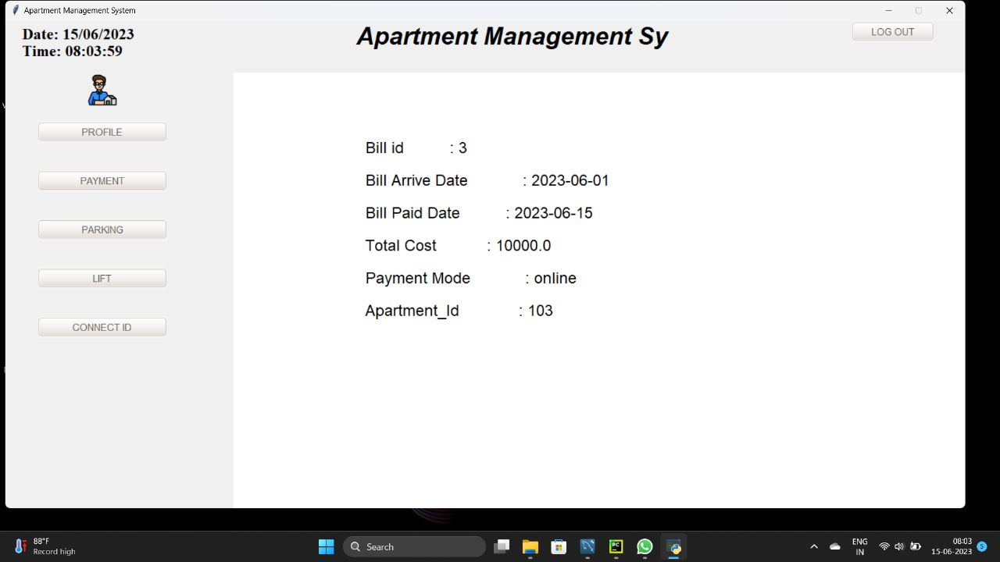 Apartment Management System
Date: 15/06/2023
Time: 08:03:59
Apartment Management Sy
LOG OUT
PROFILE
PAYMENT
PARKING
LIFT
CONNECT ID
Bill id : 3
Bill Arrive Date : 2023-06-01
Bill Paid Date : 2023-06-15
Total Cost : 10000.0
Payment Mode : online
Apartment_Id : 103
88°F
Record high
Search
PC
ENG
IN
08:03
15-06-2023
5